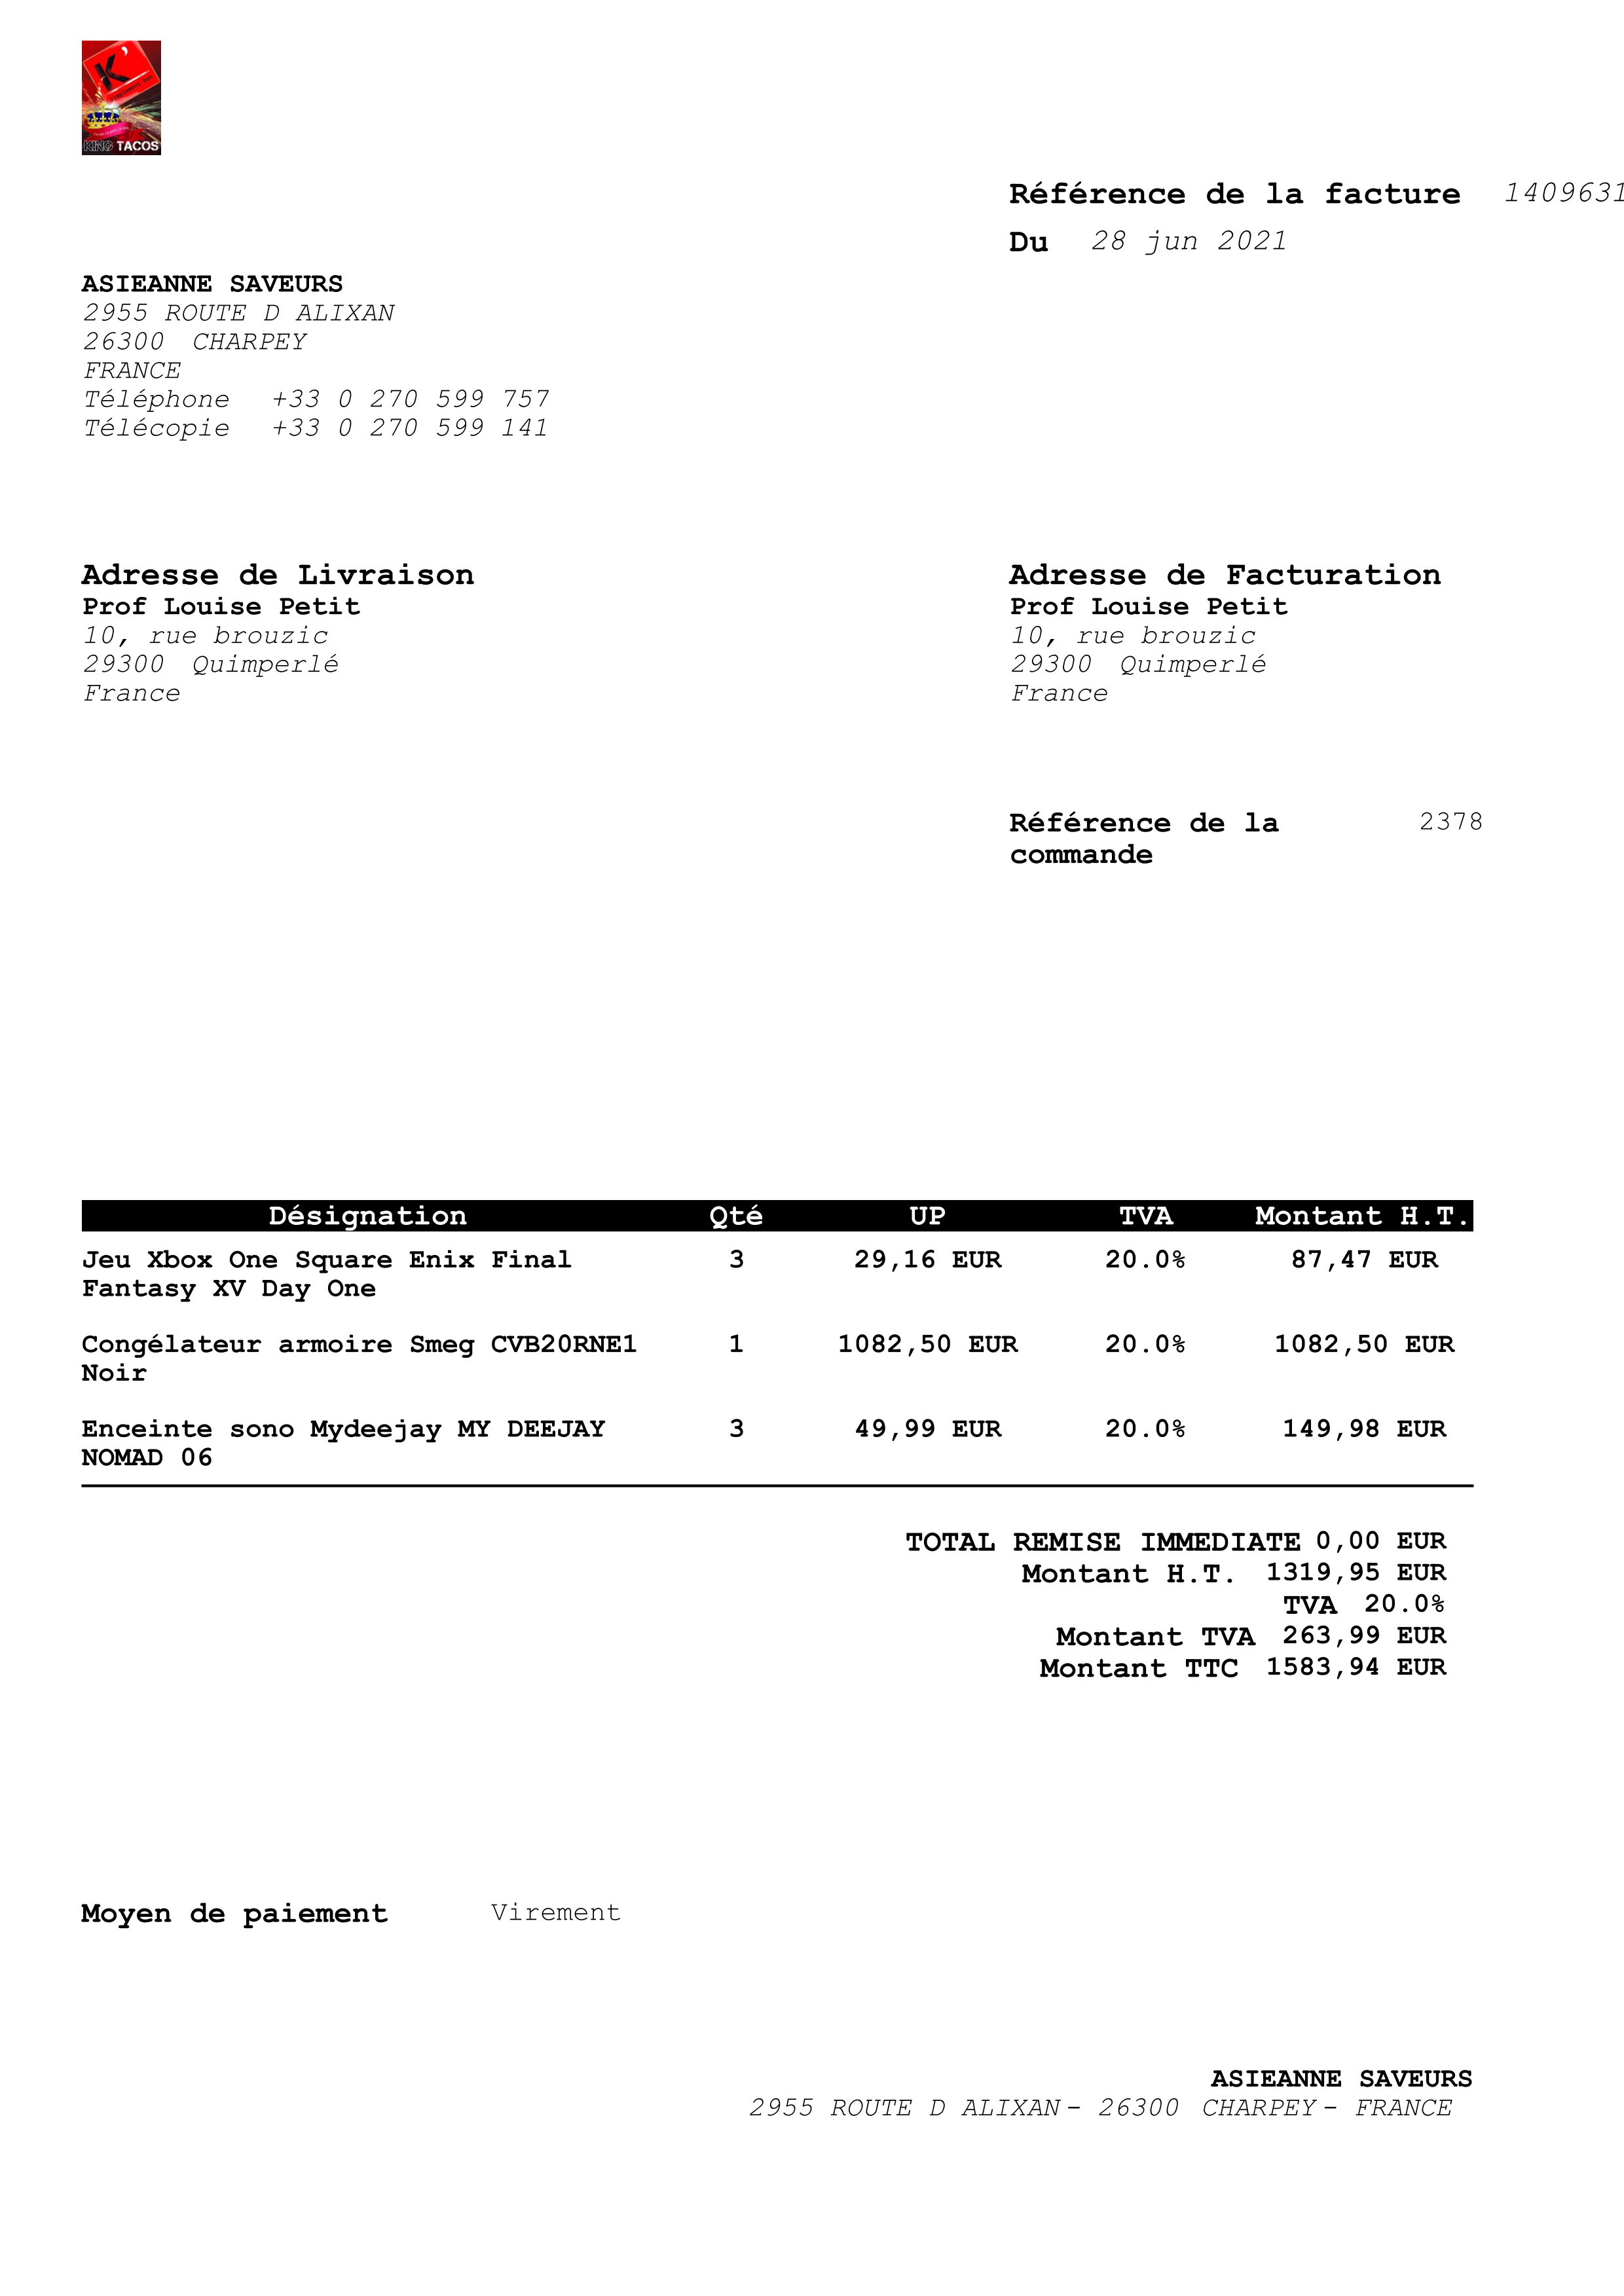 K'
KING TACOS
Référence de la facture 1409631
Du 28 jun 2021
ASIEANNE SAVEURS
2955 ROUTE D ALIXAN
26300 CHARPEY
FRANCE
Téléphone +33 0 270 599 757
Télécopie +33 0 270 599 141
Adresse de Livraison
Prof Louise Petit
10, rue brouzic
29300 Quimperlé
France
Adresse de Facturation
Prof Louise Petit
10, rue brouzic
29300 Quimperlé
France
Référence de la commande 2378
Désignation Qté UP TVA Montant H.T.
Jeu Xbox One Square Enix Final 3 29,16 EUR 20.0% 87,47 EUR
Fantasy XV Day One
Congélateur armoire Smeg CVB20RNE1 1 1082,50 EUR 20.0% 1082,50 EUR
Noir
Enceinte sono Mydeejay MY DEEJAY 3 49,99 EUR 20.0% 149,98 EUR
NOMAD 06
TOTAL REMISE IMMEDIATE 0,00 EUR
Montant H.T. 1319,95 EUR
TVA 20.0%
Montant TVA 263,99 EUR
Montant TTC 1583,94 EUR
Moyen de paiement Virement
ASIEANNE SAVEURS
2955 ROUTE D ALIXAN - 26300 CHARPEY - FRANCE